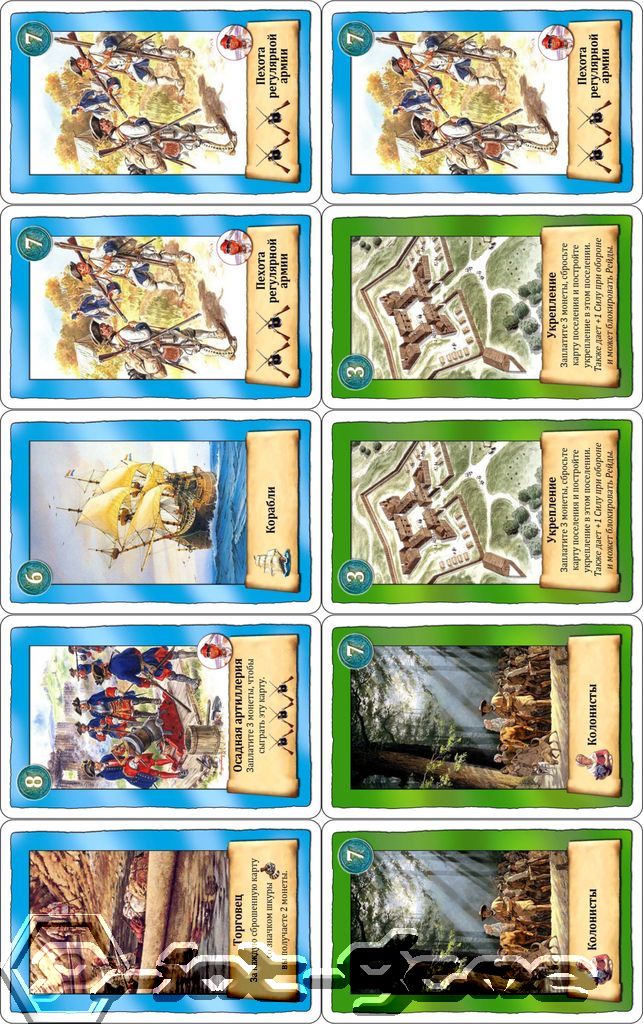 7
Пехота
регулярной
армии
7
Пехота
регулярной
армии
7
Пехота
регулярной
армии
3
Укрепление
Заплатите 3 монеты, сбросьте
карту поселения и постройте
укрепление в этом поселении.
Также дает +1 Силу при обороне
и может блокировать Рейды.
6
Корабли
3
Укрепление
Заплатите 3 монеты, сбросьте
карту поселения и постройте
укрепление в этом поселении.
Также дает +1 Силу при обороне
и может блокировать Рейды.
8
Осадная артиллерия
Заплатите 3 монеты, чтобы
сыграть эту карту.
7
Колонисты
Торговец
За каждую сброшенную карту
со значком шкуры
вы получаете 2 монеты.
7
Колонисты